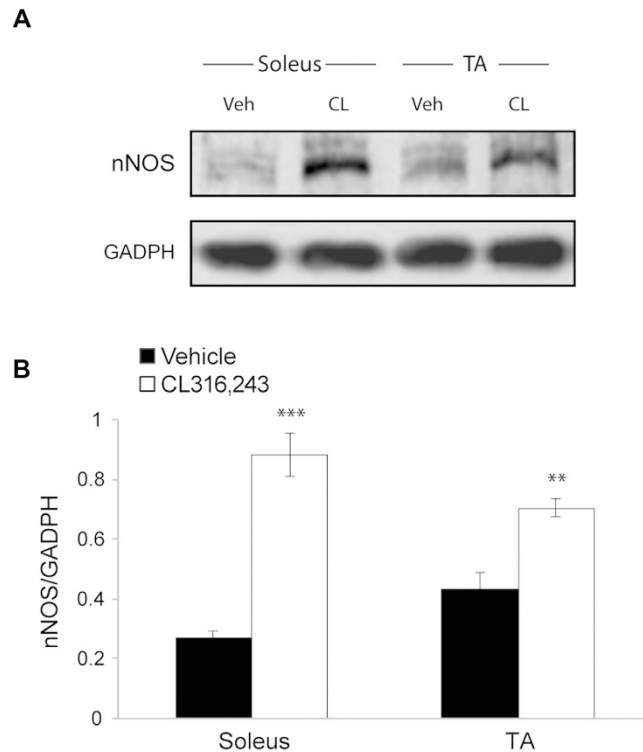 A
Soleus TA
Veh CL Veh CL
nNOS
GADPH
B
Vehicle
CL316,243
nNOS/GADPH
1
0.8
0.6
0.4
0.2
0
***
**
Soleus TA